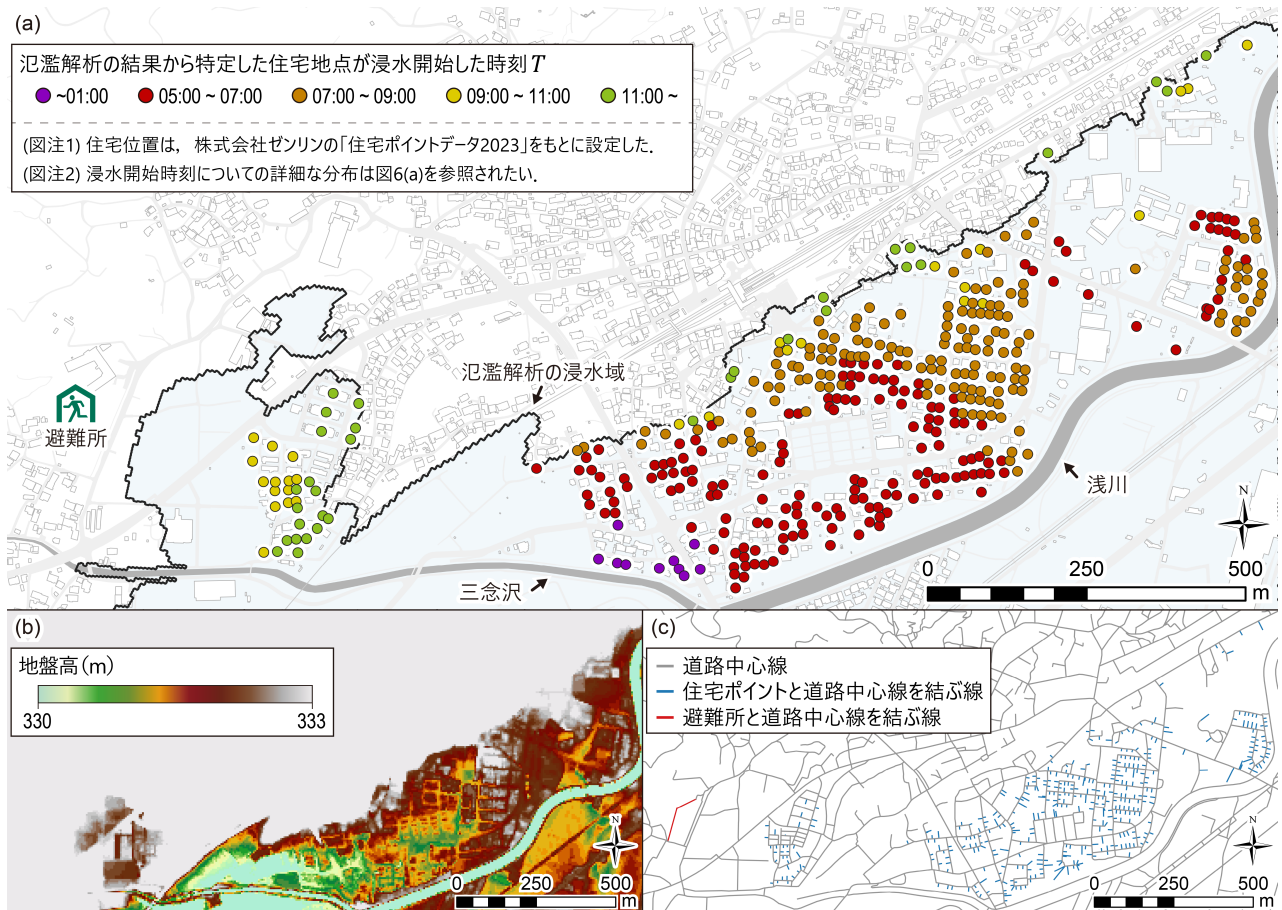 (a)
氾濫解析の結果から特定した住宅地点が浸水開始した時刻 T
~01:00 05:00 ~ 07:00 07:00 ~ 09:00 09:00 ~ 11:00 11:00 ~
(図注1) 住宅位置は，株式会社ゼンリンの「住宅ポイントデータ2023」をもとに設定した．
(図注2) 浸水開始時刻についての詳細な分布は図6(a)を参照されたい．
氾濫解析の浸水域
避難所
浅川
三念沢
N
0 250 500
m
(b)
地盤高(m)
330 333
N
0 250 500
m
(c)
道路中心線
住宅ポイントと道路中心線を結ぶ線
避難所と道路中心線を結ぶ線
N
0 250 500
m